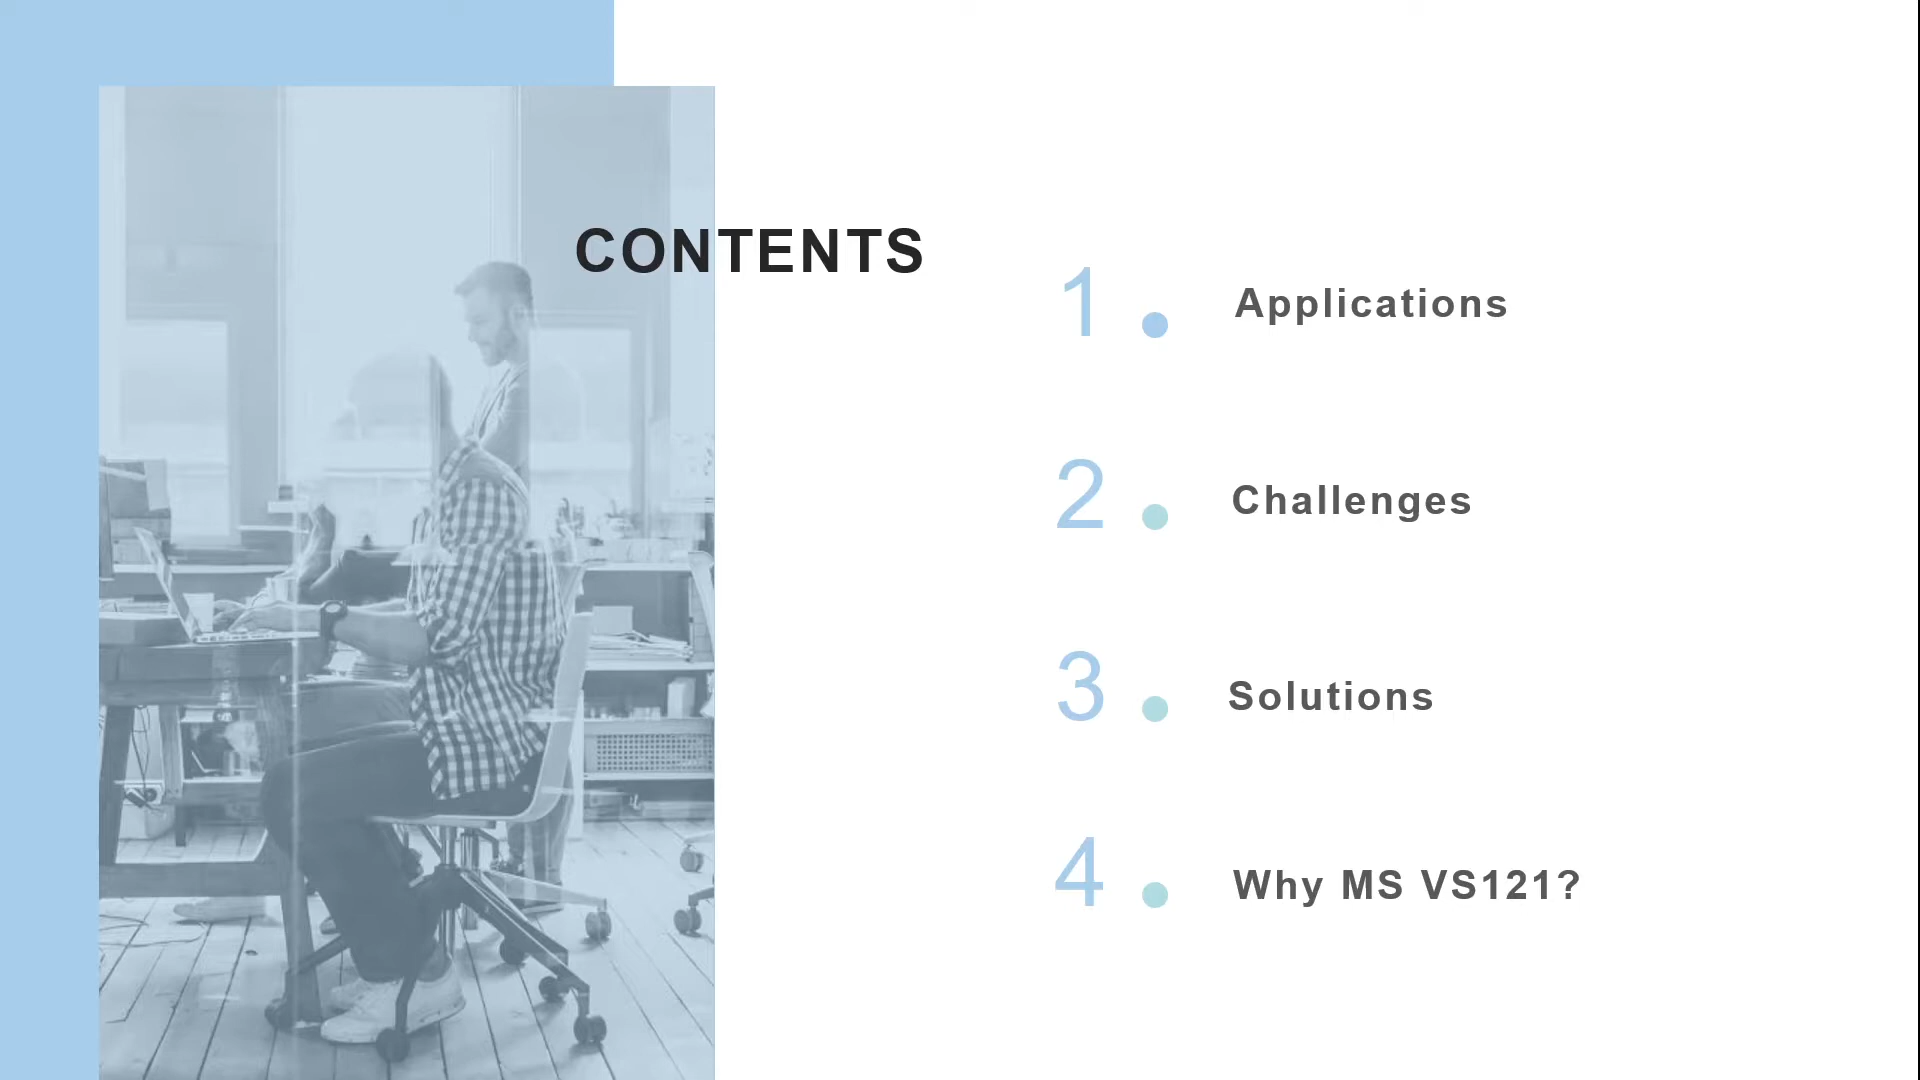 CONTENTS
1
Applications
2
Challenges
3
Solutions
4
Why MS VS121?